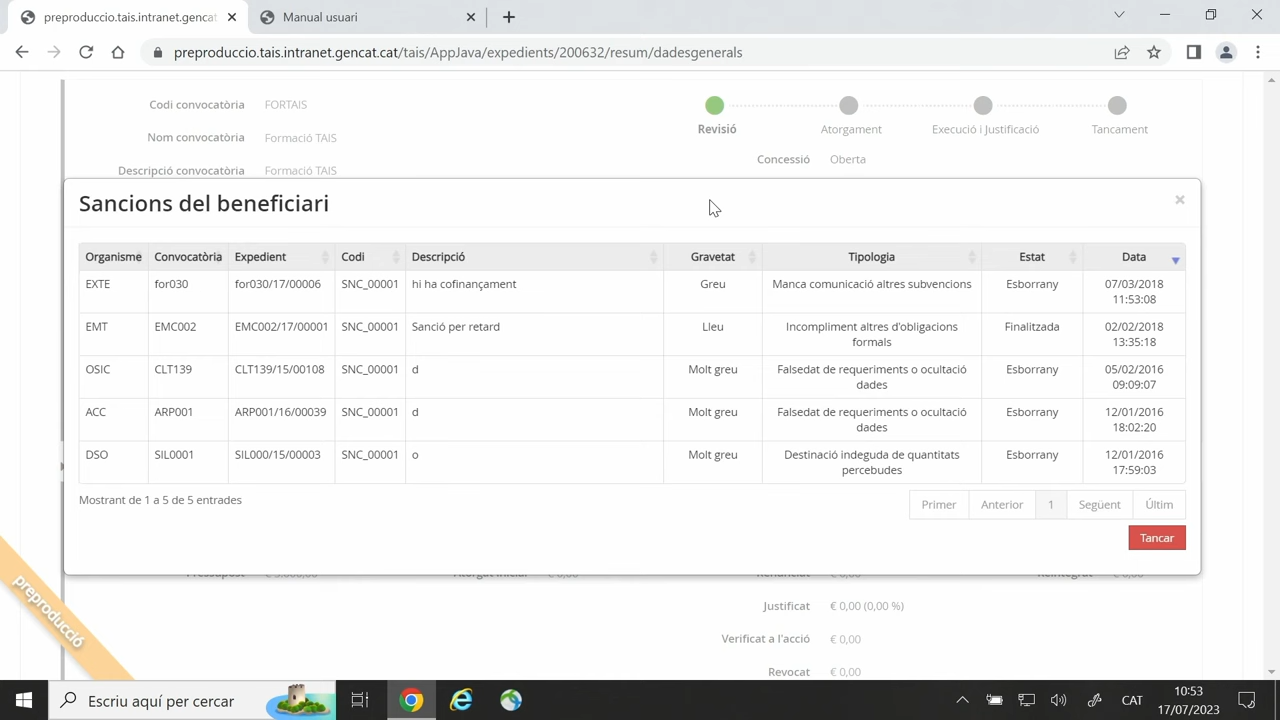 preproduccio.tais.intranet.gencat
Manual usuari
preproduccio.tais.intranet.gencat.cat/tais/AppJava/expedients/200632/resum/dadesgenerals
Codi convocatòria FORTAIS
Nom convocatòria Formació TAIS
Descripció convocatòria Formació TAIS
Revisió Atorgament Execució i Justificació Tancament
Concessió Oberta
Sancions del beneficiari ×
Organisme Convocatòria Expedient Codi Descripció Gravetat Tipologia Estat Data
EXTE for030 for030/17/00006 SNC_00001 hi ha cofinançament Greu Manca comunicació altres subvencions Esborrany 07/03/2018
11:53:08
EMT EMC002 EMC002/17/00001 SNC_00001 Sanció per retard Lleu Incompliment altres d'obligacions Finalitzada 02/02/2018
formals 13:35:18
OSIC CLT139 CLT139/15/00108 SNC_00001 d Molt greu Falsedat de requeriments o ocultació Esborrany 05/02/2016
dades 09:09:07
ACC ARP001 ARP001/16/00039 SNC_00001 d Molt greu Falsedat de requeriments o ocultació Esborrany 12/01/2016
dades 18:02:20
DSO SIL0001 SIL000/15/00003 SNC_00001 o Molt greu Destinació indeguda de quantitats Esborrany 12/01/2016
percebudes 17:59:03
Mostrant de 1 a 5 de 5 entrades
Primer Anterior 1 Següent Últim
Tancar
€ 0,00
Justificat € 0,00 (0,00 %)
Verificat a l'acció € 0,00
Revocat € 0,00
preproducció
Escriu aquí per cercar
CAT
10:53
17/07/2023